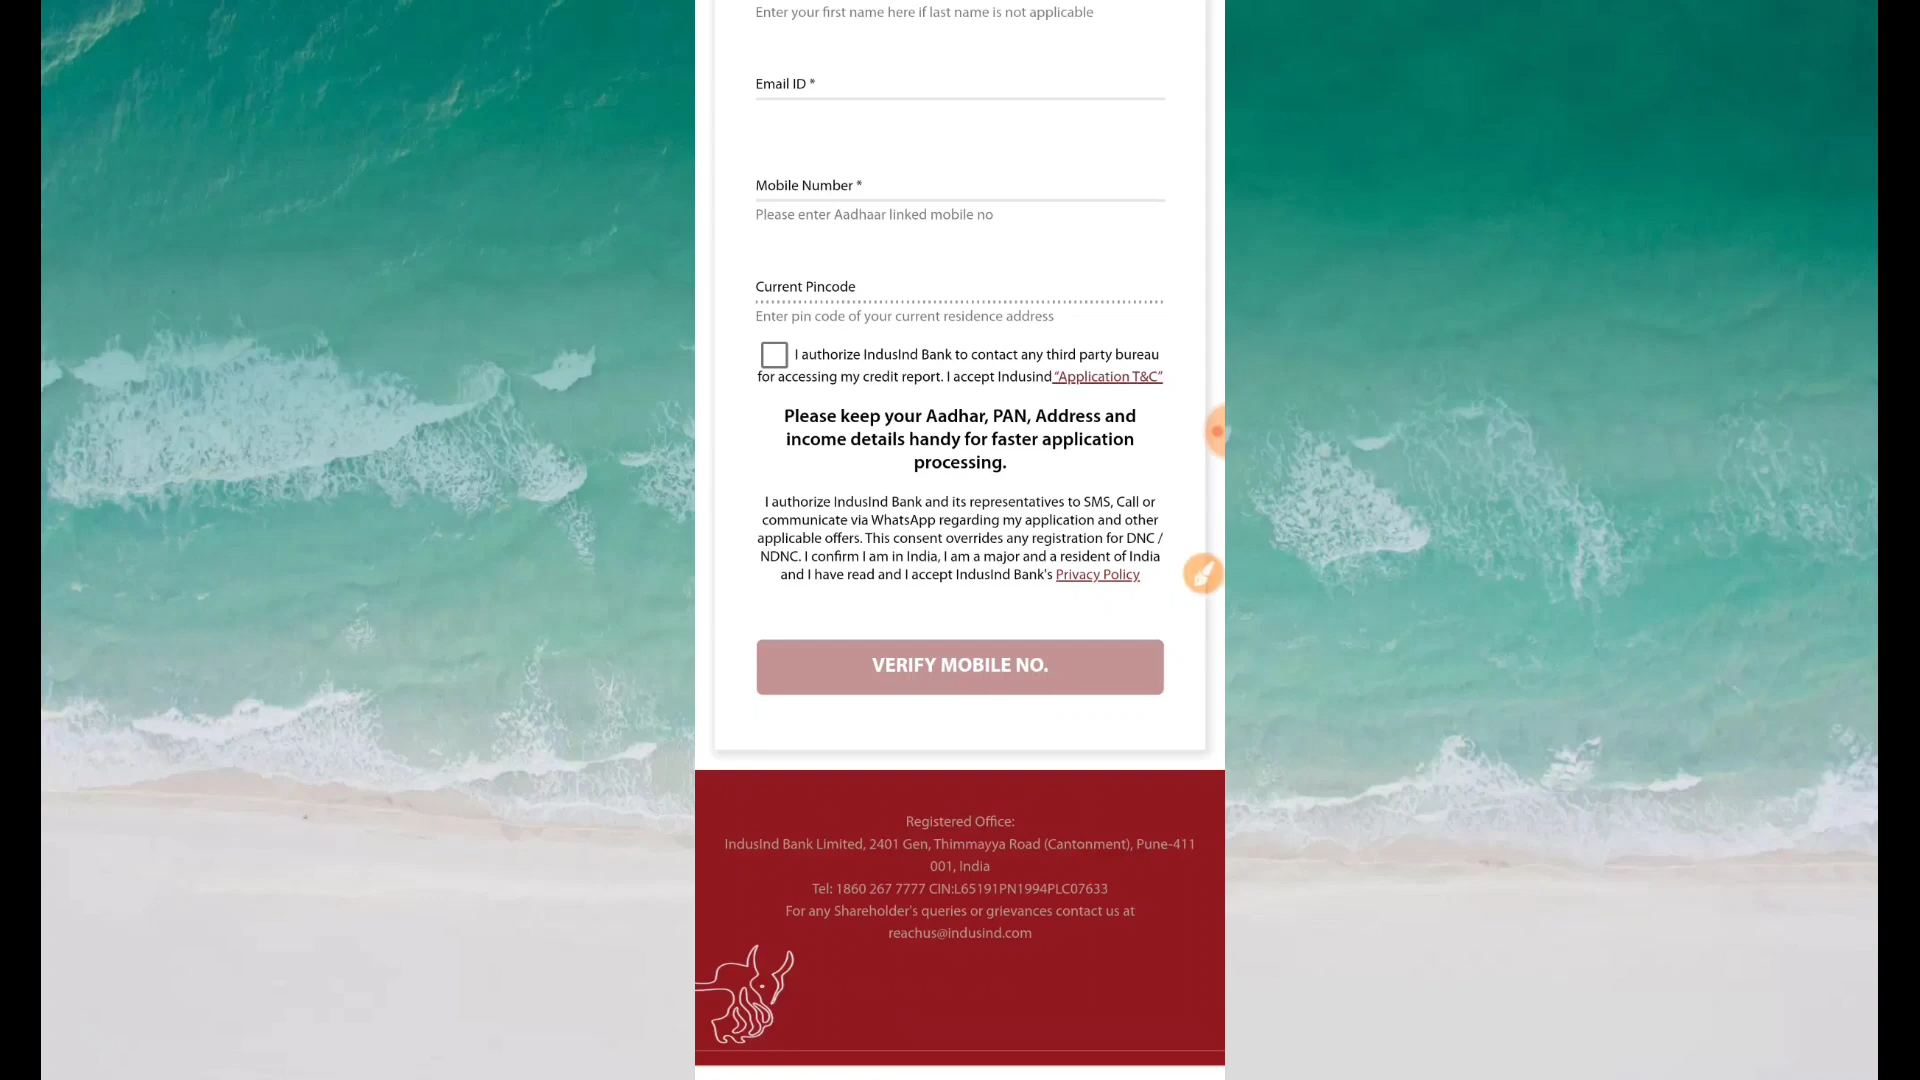 Enter your first name here if last name is not applicable
Email ID *
Mobile Number *
Please enter Aadhaar linked mobile no
Current Pincode
Enter pin code of your current residence address
I authorize IndusInd Bank to contact any third party bureau
for accessing my credit report. I accept Indusind "Application T&C"
Please keep your Aadhar, PAN, Address and
income details handy for faster application
processing.
I authorize IndusInd Bank and its representatives to SMS, Call or
communicate via WhatsApp regarding my application and other
applicable offers. This consent overrides any registration for DNC /
NDNC. I confirm I am in India, I am a major and a resident of India
and I have read and I accept IndusInd Bank's Privacy Policy
VERIFY MOBILE NO.
Registered Office:
IndusInd Bank Limited, 2401 Gen, Thimmayya Road (Cantonment), Pune-411
001, India
Tel: 1860 267 7777 CIN:L65191PN1994PLC07633
For any Shareholder's queries or grievances contact us at
reachus@indusind.com